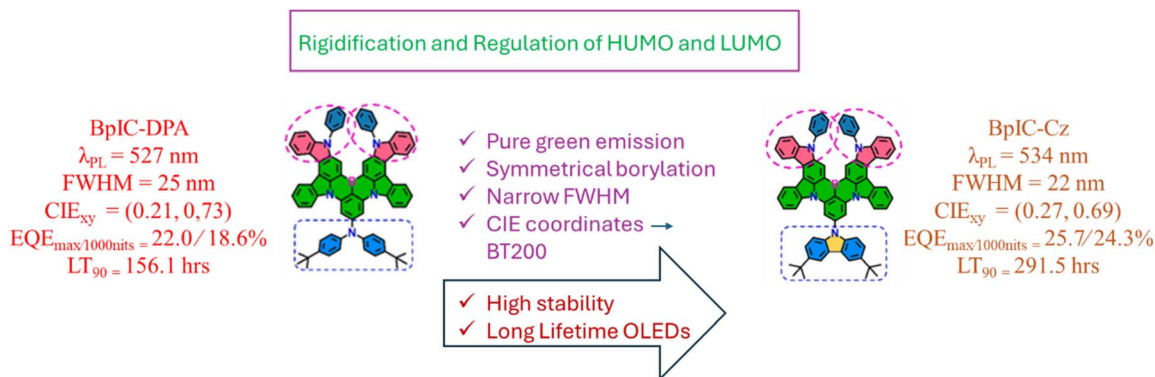 Rigidification and Regulation of HUMO and LUMO
BpIC-DPA
λPL = 527 nm
FWHM = 25 nm
CIExy = (0.21, 0,73)
EQEmax/1000nits = 22.0/18.6%
LT90 = 156.1 hrs
N
N
B
N
N
N
✓ Pure green emission
✓ Symmetrical borylation
✓ Narrow FWHM
✓ CIE coordinates →
BT200
✓ High stability
✓ Long Lifetime OLEDs
N
N
B
N
N
N
BpIC-Cz
λPL = 534 nm
FWHM = 22 nm
CIExy = (0.27, 0.69)
EQEmax/1000nits = 25.7/24.3%
LT90 = 291.5 hrs